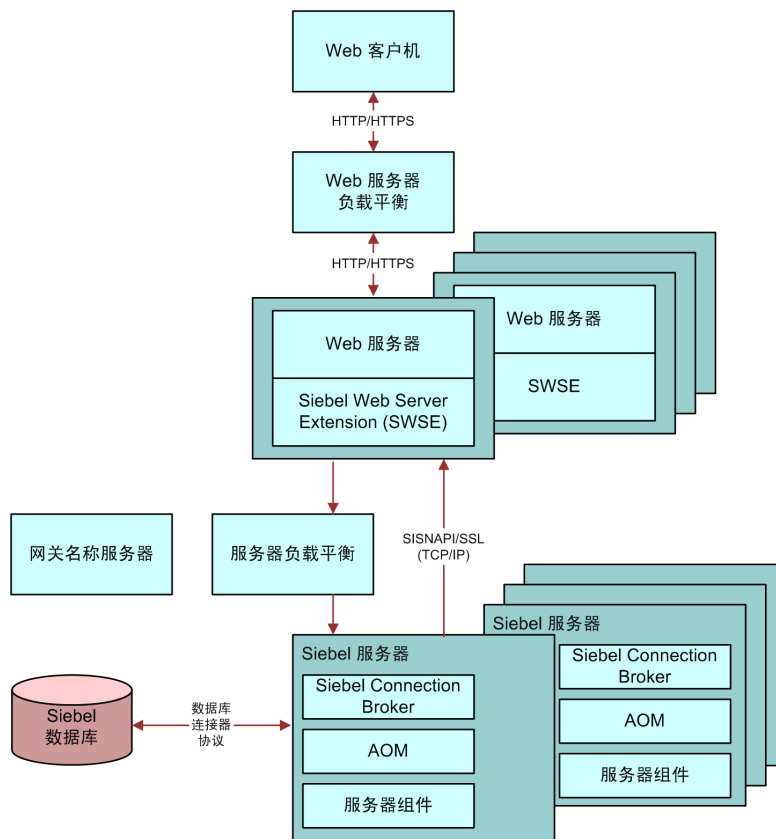 Web 客户机
HTTP/HTTPS
Web 服务器
负载平衡
HTTP/HTTPS
Web 服务器
Siebel Web Server
Extension (SWSE)
Web 服务器
SWSE
网关名称服务器
服务器负载平衡
SISNAPI/SSL
(TCP/IP)
Siebel 服务器
Siebel Connection
Broker
AOM
服务器组件
Siebel 服务器
Siebel Connection
Broker
AOM
服务器组件
Siebel
数据库
数据库
连接器
协议